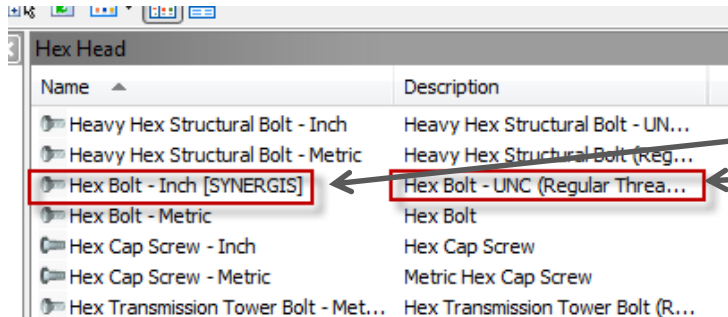 Hex Head
Name Description
Heavy Hex Structural Bolt - Inch Heavy Hex Structural Bolt - UN...
Heavy Hex Structural Bolt - Metric Heavy Hex Structural Bolt (Reg...
Hex Bolt - Inch [SYNERGIS] Hex Bolt - UNC (Regular Threa...
Hex Bolt - Metric Hex Bolt
Hex Cap Screw - Inch Hex Cap Screw
Hex Cap Screw - Metric Metric Hex Cap Screw
Hex Transmission Tower Bolt - Met... Hex Transmission Tower Bolt (R...